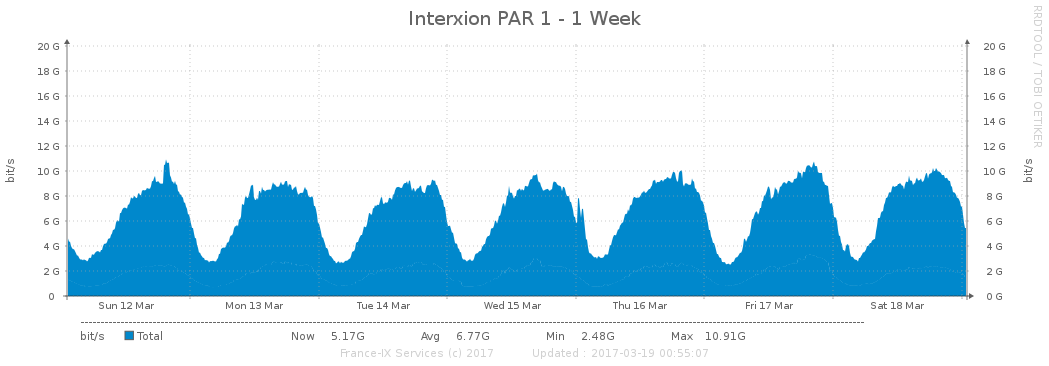 Interxion PAR 1 - 1 Week
RRDTOOL / TOBI OETIKER
bit/s
bit/s
20 G 20 G
18 G 18 G
16 G 16 G
14 G 14 G
12 G 12 G
10 G 10 G
8 G 8 G
6 G 6 G
4 G 4 G
2 G 2 G
0 0 G
Sun 12 Mar Mon 13 Mar Tue 14 Mar Wed 15 Mar Thu 16 Mar Fri 17 Mar Sat 18 Mar
bit/s Total Now 5.17G Avg 6.77G Min 2.48G Max 10.91G
France-IX Services (c) 2017 Updated : 2017-03-19 00:55:07